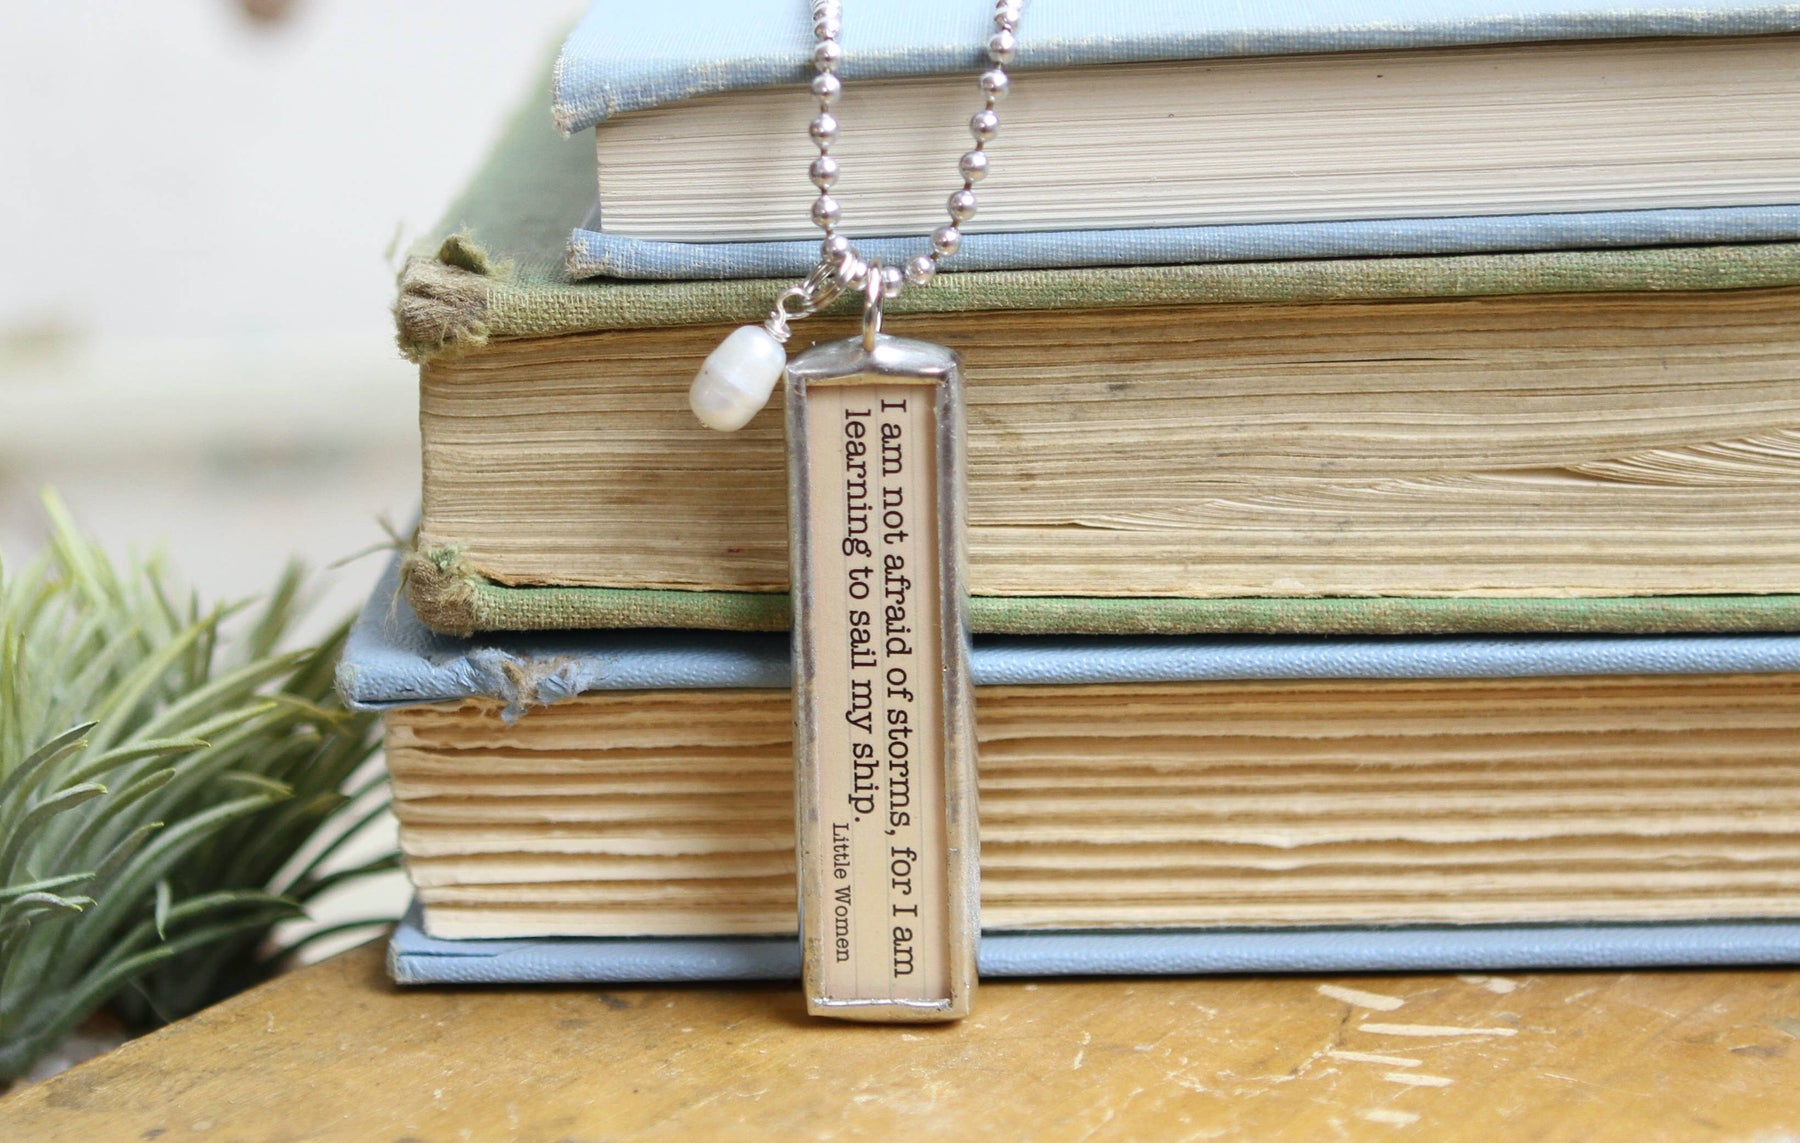 I am not afraid of storms, for I am
learning to sail my ship.
Little Women